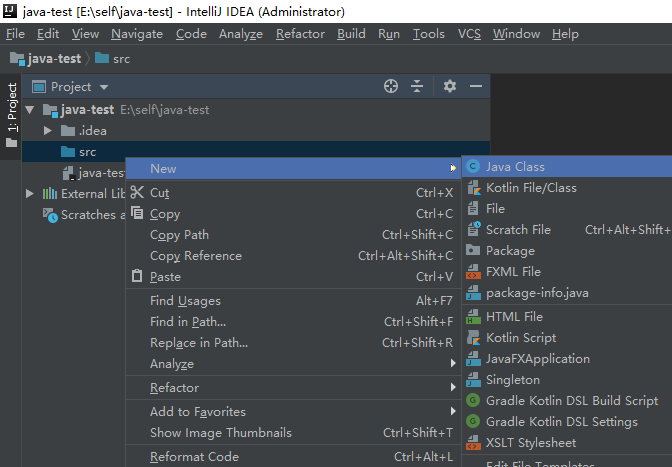 java-test [E:\self\java-test] - IntelliJ IDEA (Administrator)
File Edit View Navigate Code Analyze Refactor Build Run Tools VCS Window Help
java-test src
1: Project
Project
java-test E:\self\java-test
.idea
src
java-tes
External Lib
Scratches a
New
Cut Ctrl+X
Copy Ctrl+C
Copy Path Ctrl+Shift+C
Copy Reference Ctrl+Alt+Shift+C
Paste Ctrl+V
Find Usages Alt+F7
Find in Path... Ctrl+Shift+F
Replace in Path... Ctrl+Shift+R
Analyze
Refactor
Add to Favorites
Show Image Thumbnails Ctrl+Shift+T
Reformat Code Ctrl+Alt+L
Java Class
Kotlin File/Class
File
Scratch File Ctrl+Alt+Shift+
Package
FXML File
package-info.java
HTML File
Kotlin Script
JavaFXApplication
Singleton
Gradle Kotlin DSL Build Script
Gradle Kotlin DSL Settings
XSLT Stylesheet
Edit File Templates